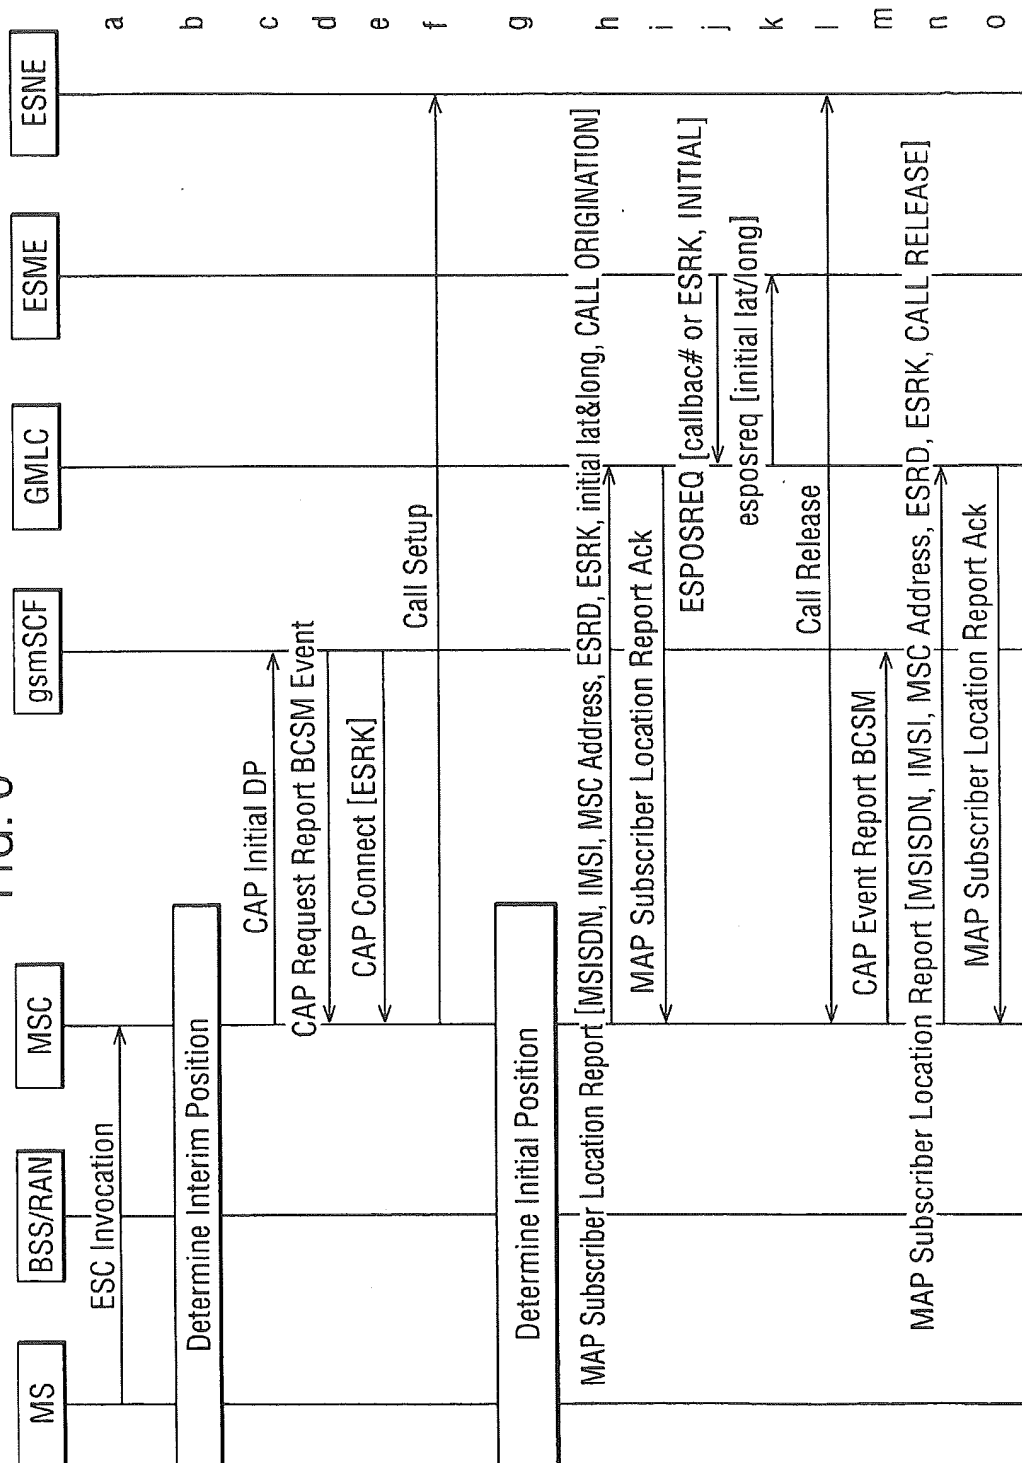 MS
BSS/RAN
MSC
gsmSCF
GMLC
ESME
ESNE
ESC Invocation
a
Determine Interim Position
b
CAP Initial DP
c
CAP Request Report BCSM Event
d
CAP Connect [ESRK]
e
Call Setup
f
Determine Initial Position
g
MAP Subscriber Location Report [MSISDN, IMSI, MSC Address, ESRD, ESRK, initial lat&long, CALL ORIGINATION]
h
MAP Subscriber Location Report Ack
i
ESPOSREQ [callbac# or ESRK, INITIAL]
j
esposreq [initial lat/long]
k
Call Release
l
CAP Event Report BCSM
m
MAP Subscriber Location Report [MSISDN, IMSI, MSC Address, ESRD, ESRK, CALL RELEASE]
n
MAP Subscriber Location Report Ack
o